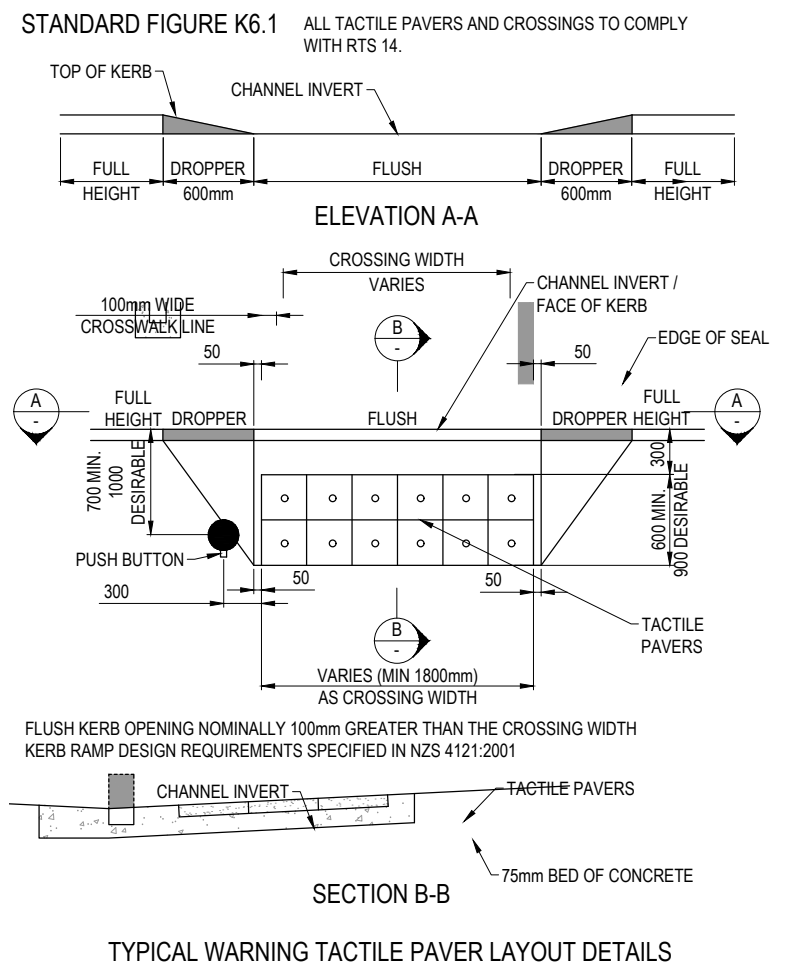 STANDARD FIGURE K6.1
ALL TACTILE PAVERS AND CROSSINGS TO COMPLY
WITH RTS 14.
TOP OF KERB
CHANNEL INVERT
FULL
HEIGHT
DROPPER
600mm
FLUSH
DROPPER
600mm
FULL
HEIGHT
ELEVATION A-A
CROSSING WIDTH
VARIES
CHANNEL INVERT /
FACE OF KERB
100mm WIDE
CROSSWALK LINE
B
-
EDGE OF SEAL
50
50
A
-
FULL
HEIGHT
DROPPER
FLUSH
DROPPER
FULL
HEIGHT
A
-
700 MIN.
1000
DESIRABLE
300
600 MIN.
900 DESIRABLE
PUSH BUTTON
300
50
50
B
-
TACTILE
PAVERS
VARIES (MIN 1800mm)
AS CROSSING WIDTH
FLUSH KERB OPENING NOMINALLY 100mm GREATER THAN THE CROSSING WIDTH
KERB RAMP DESIGN REQUIREMENTS SPECIFIED IN NZS 4121:2001
CHANNEL INVERT
TACTILE PAVERS
75mm BED OF CONCRETE
SECTION B-B
TYPICAL WARNING TACTILE PAVER LAYOUT DETAILS